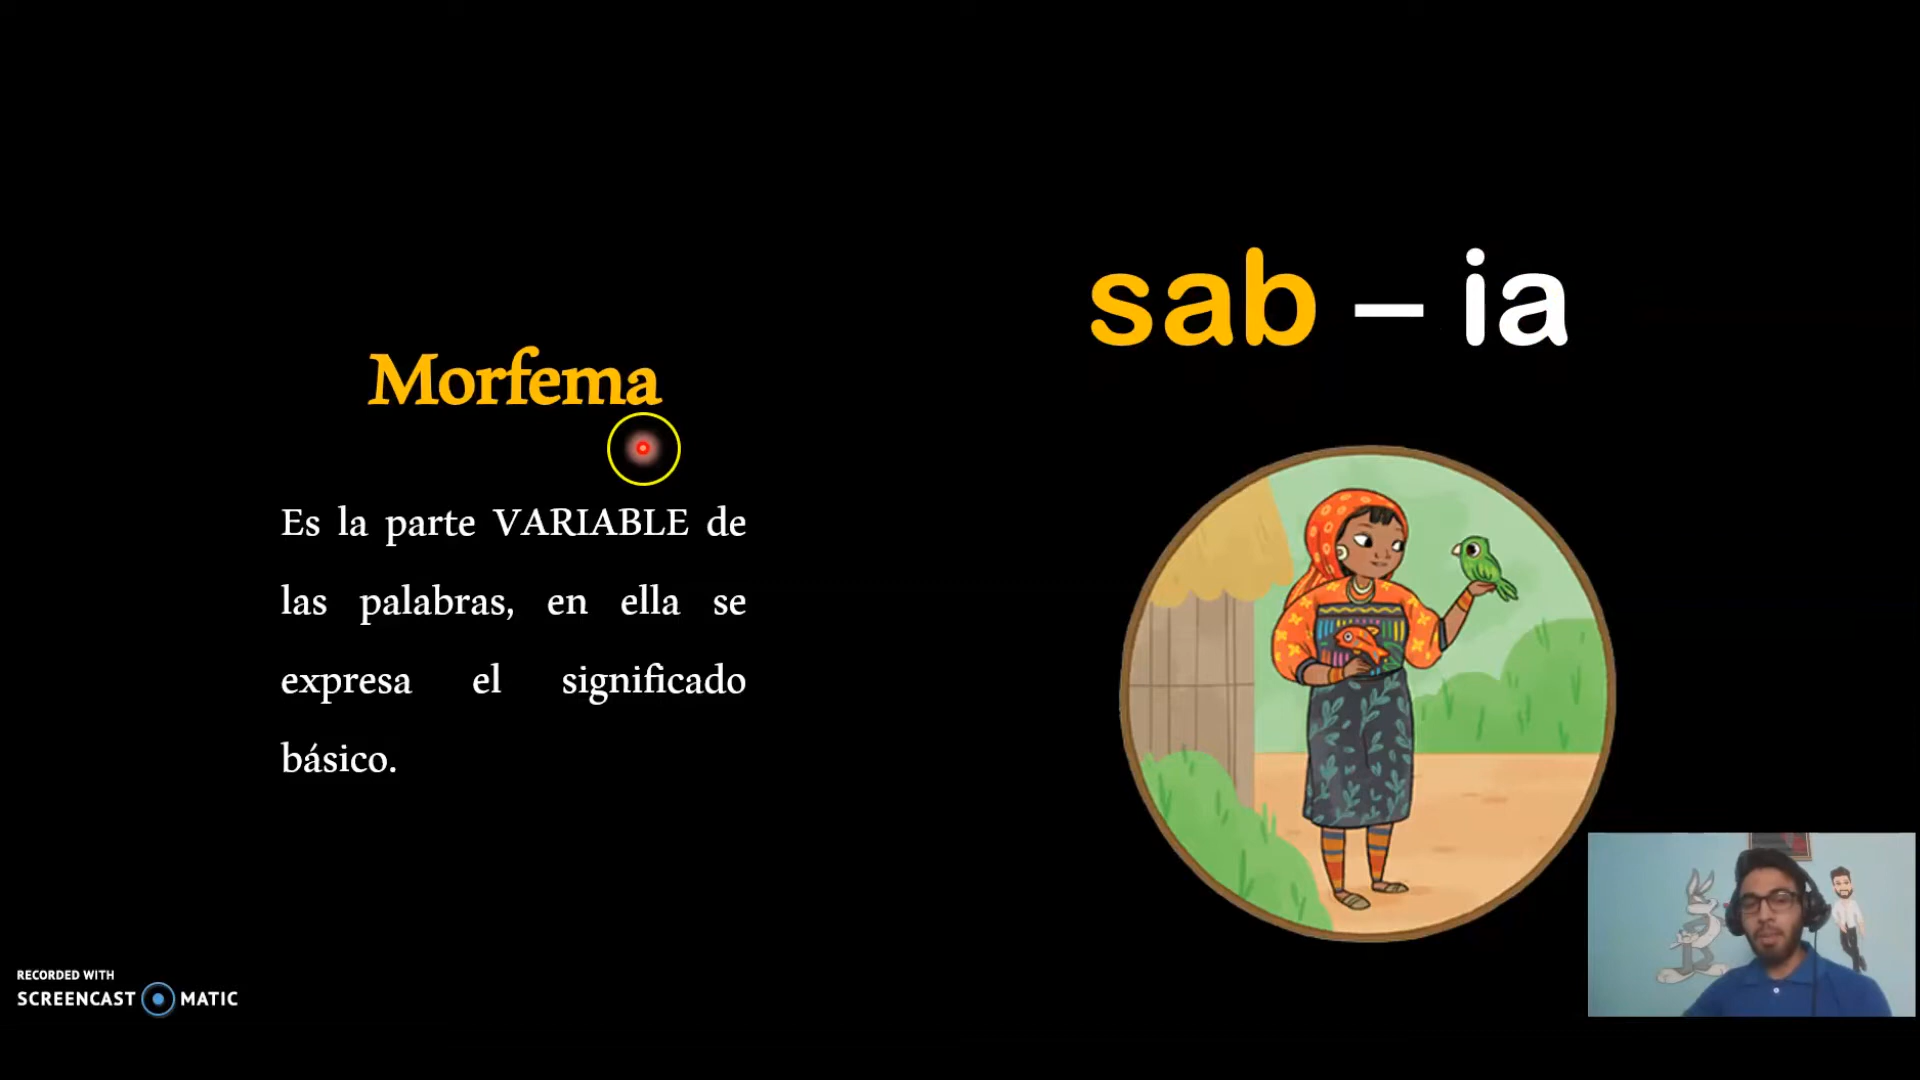 sab – ia
Morfema
Es la parte VARIABLE de
las palabras, en ella se
expresa el significado
básico.
RECORDED WITH
SCREENCAST MATIC